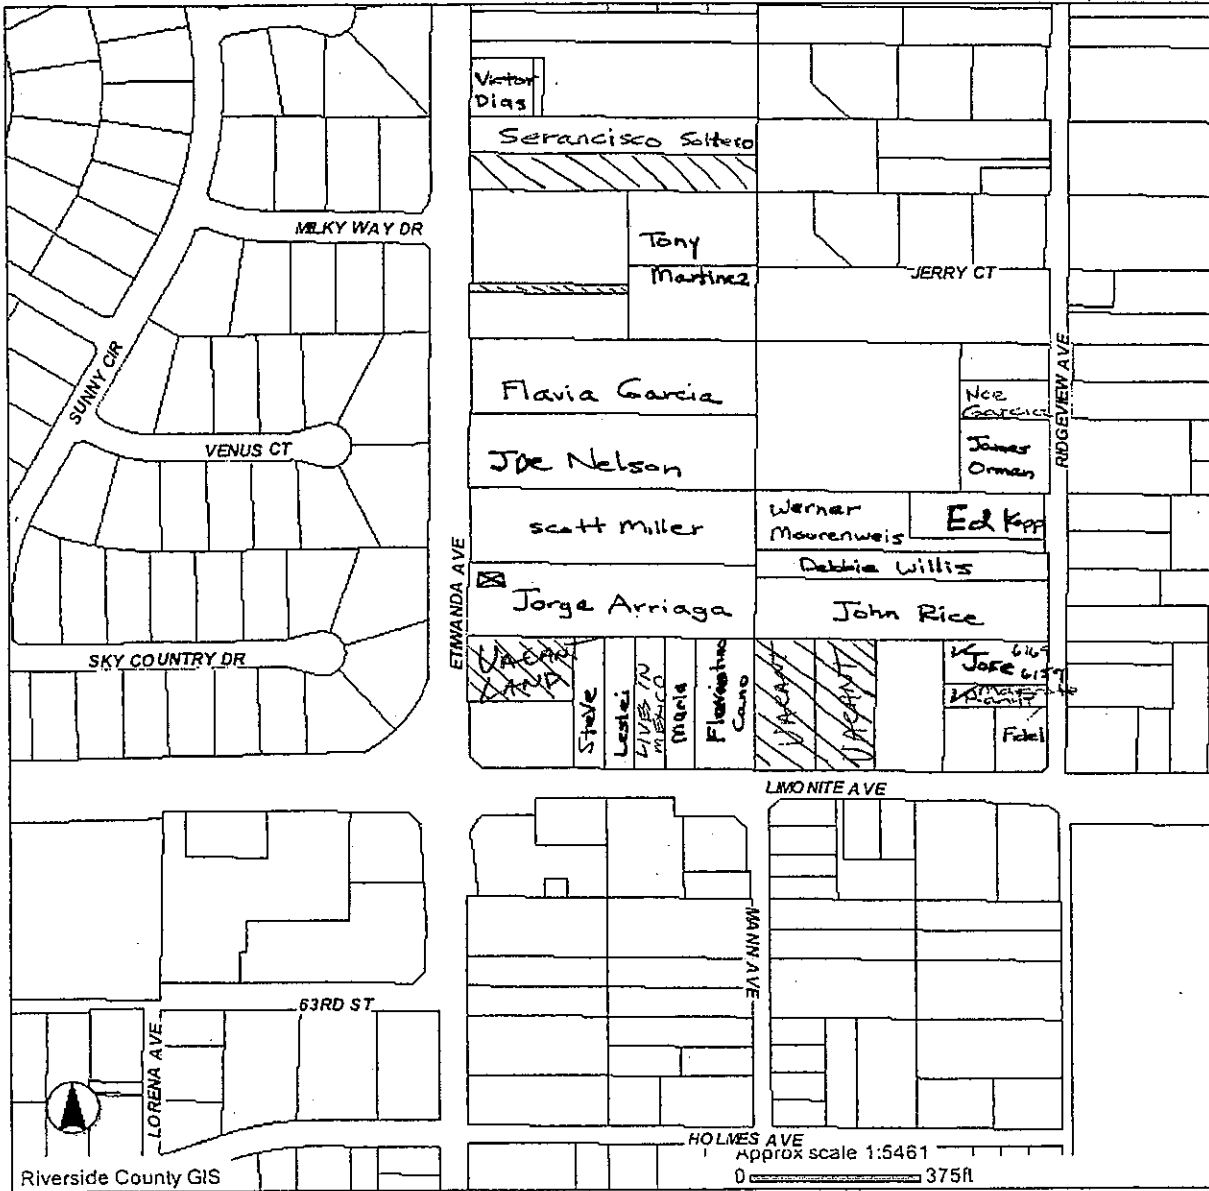 Victor
Dias
Serancisco Soltero
MILKY WAY DR
Tony
Martinez
JERRY CT
SUNNY CIR
Flavia Garcia
Noe
Garcia
RIDGEVIEW AVE
VENUS CT
Joe Nelson
James
Orman
Scott Miller
Werner
Mourenweis
Ed Kopp
Debbie Willis
ETIWANDA AVE
Jorge Arriaga
John Rice
SKY COUNTRY DR
VACANT
LAND
Steve
Leslei
LIVES IN
MEXICO
Maria
Cano
VACANT
VACANT
Jose
Fidel
LIMONITE AVE
MANN AVE
63RD ST
LORENA AVE
HOLMES AVE
Approx scale 1:5461
Riverside County GIS
0 375ft